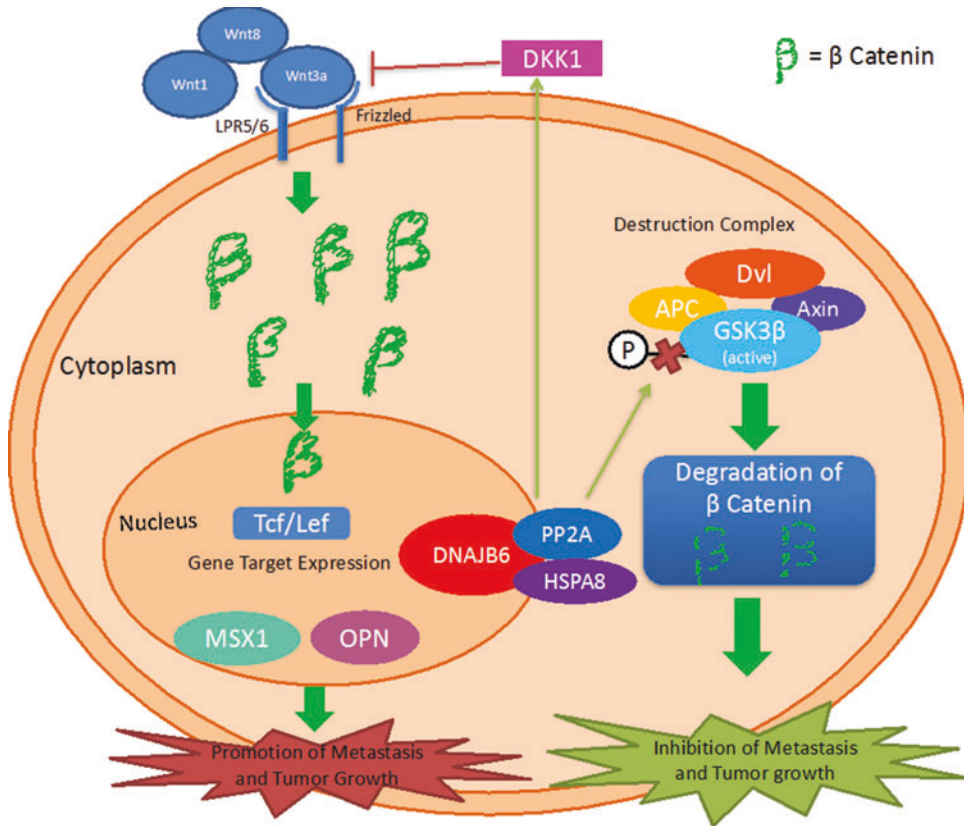 Wnt8
Wnt1
Wnt3a
DKK1
β = β Catenin
LPR5/6
Frizzled
Destruction Complex
Dvl
APC
Axin
GSK3β
(active)
P
Cytoplasm
β β β
β β
β
Nucleus
Tcf/Lef
Gene Target Expression
DNAJB6
PP2A
HSPA8
Degradation of
β Catenin
β β
MSX1
OPN
Promotion of Metastasis
and Tumor Growth
Inhibition of Metastasis
and Tumor growth